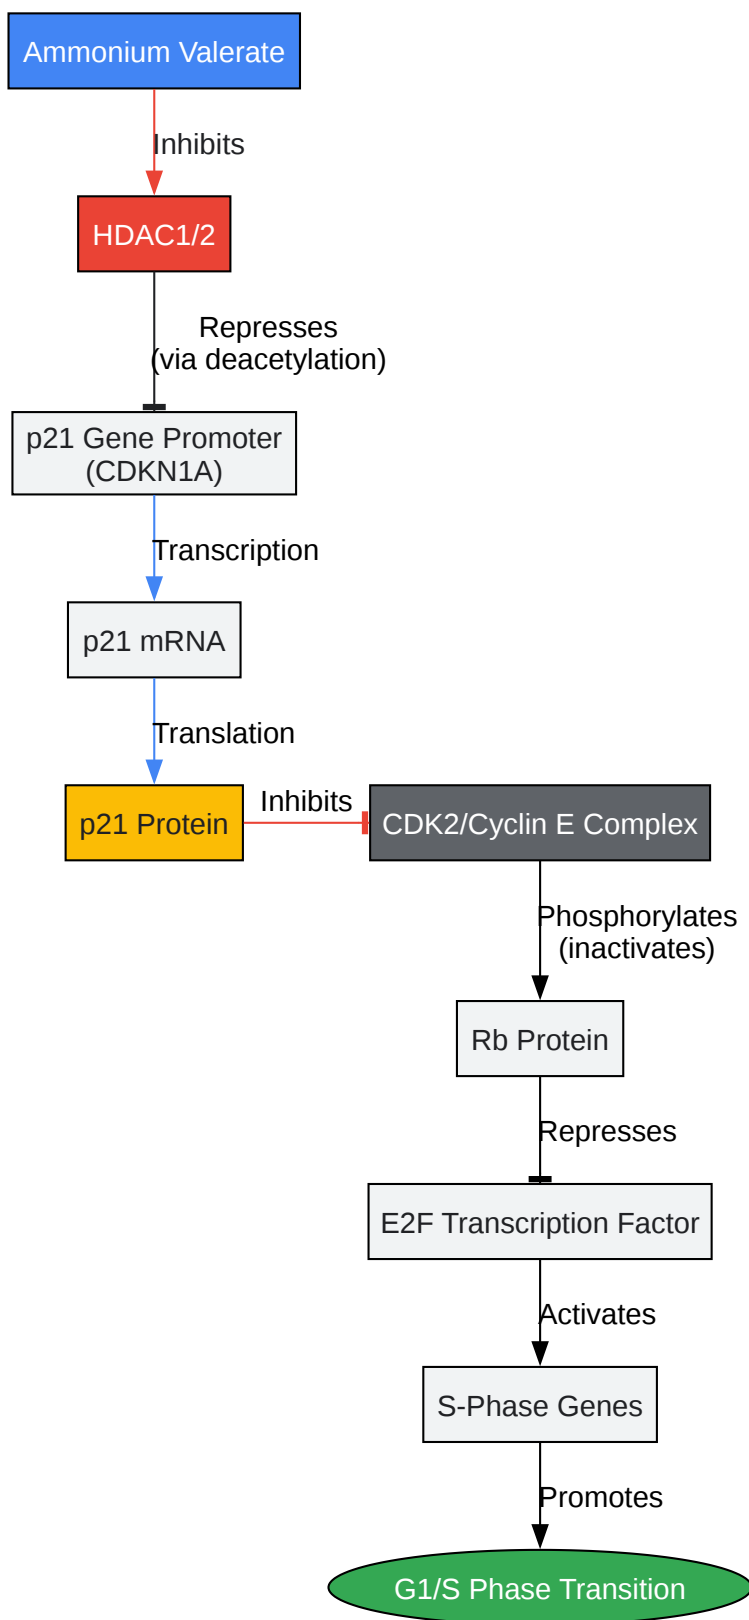 Ammonium Valerate
Inhibits
HDAC1/2
Represses
(via deacetylation)
p21 Gene Promoter
(CDKN1A)
Transcription
p21 mRNA
Translation
p21 Protein
Inhibits
CDK2/Cyclin E Complex
Phosphorylates
(inactivates)
Rb Protein
Represses
E2F Transcription Factor
Activates
S-Phase Genes
Promotes
G1/S Phase Transition